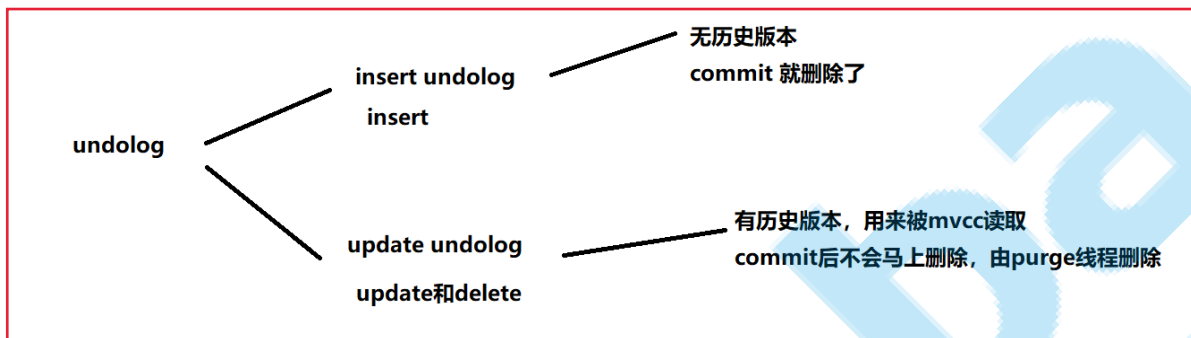 undolog
insert undolog
insert
无历史版本
commit 就删除了
update undolog
update和delete
有历史版本，用来被mvcc读取
commit后不会马上删除，由purge线程删除